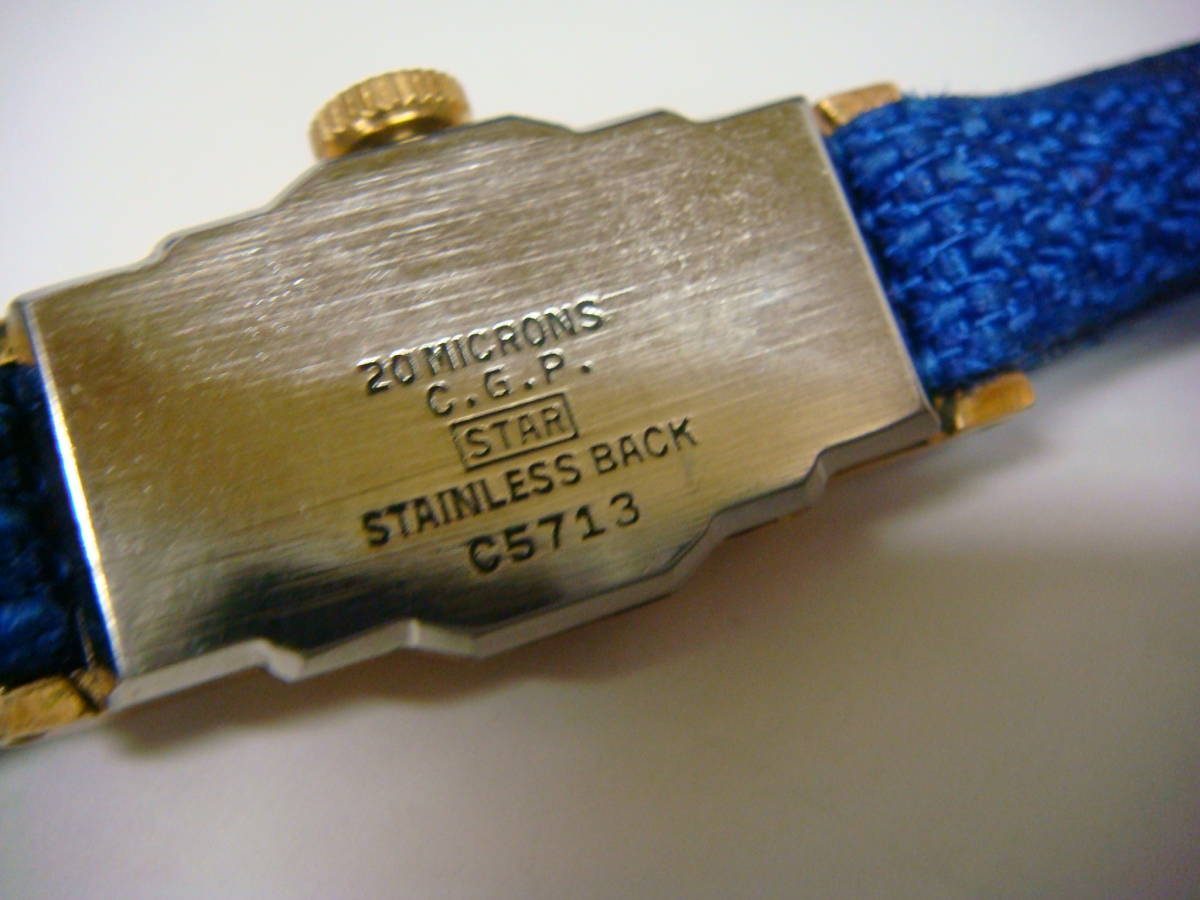 20 MICRONS
C.G.P.
STAR
STAINLESS BACK
C5713